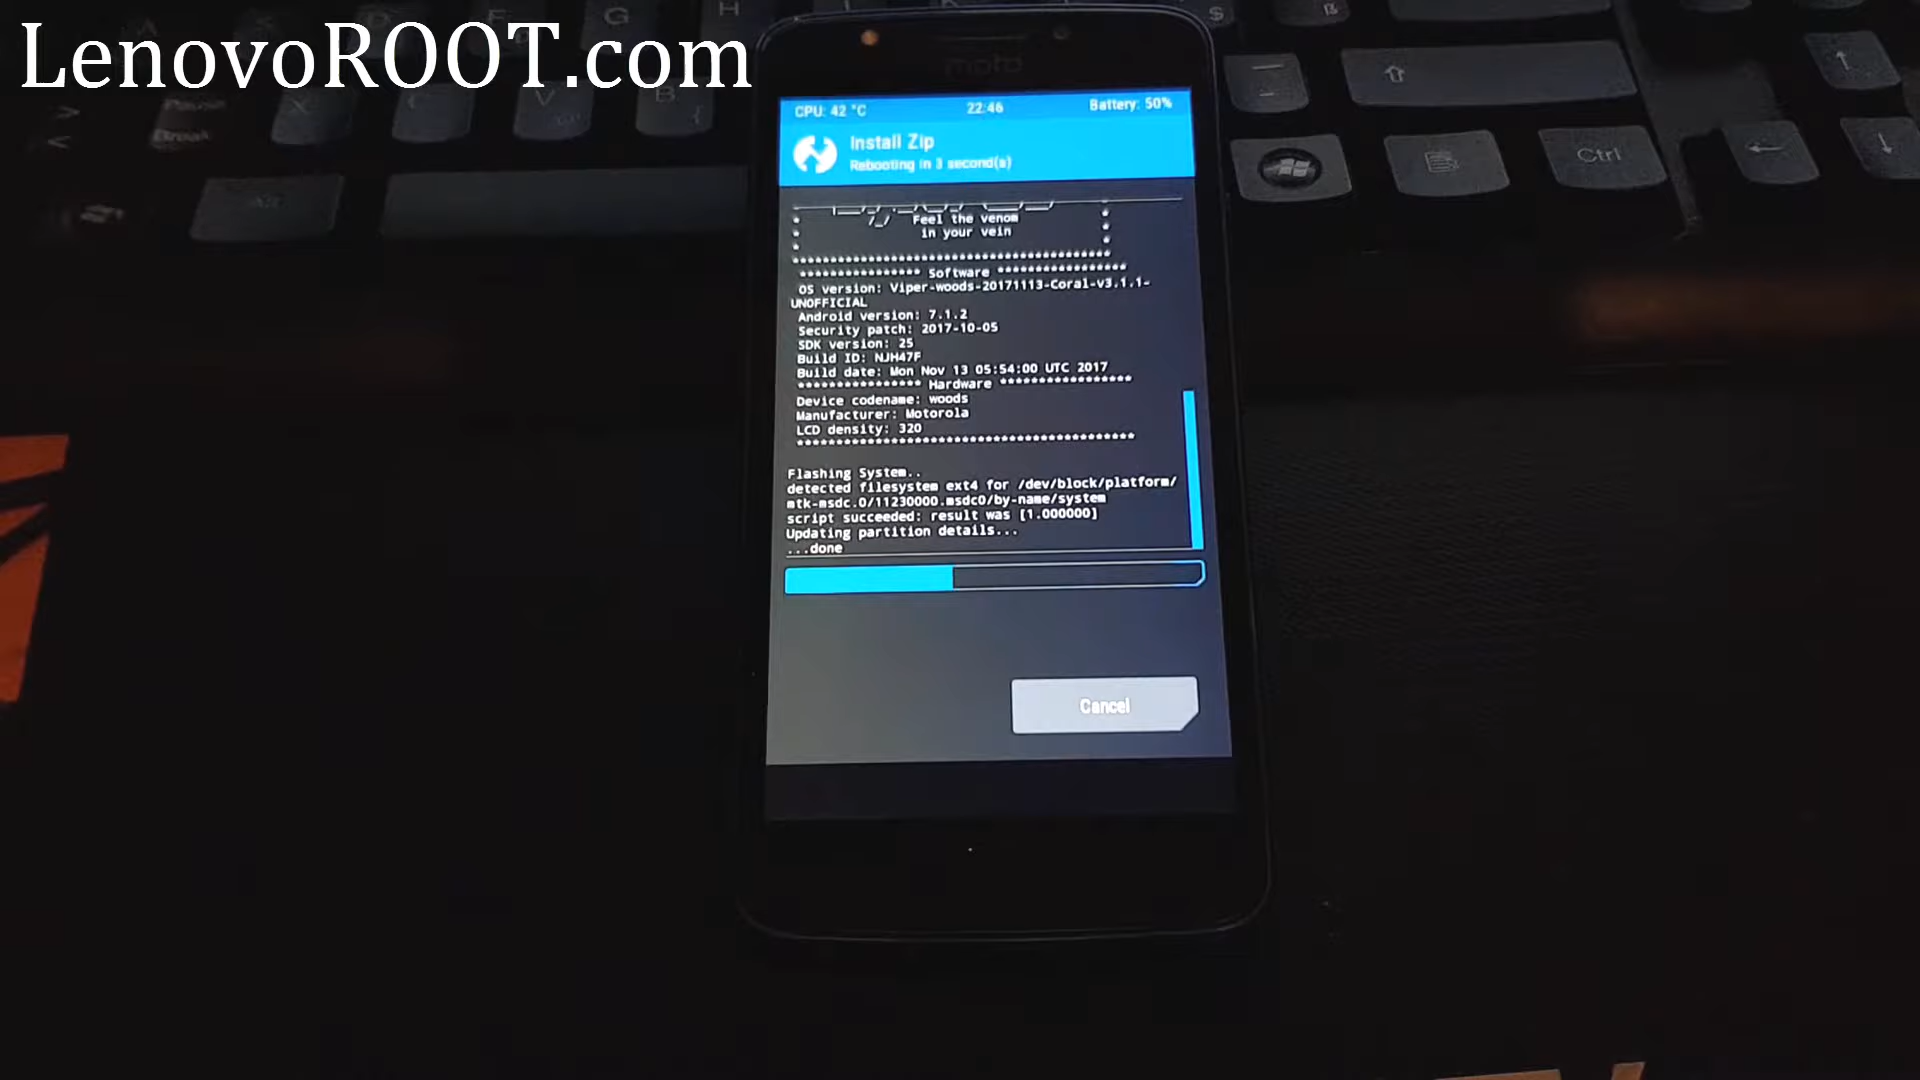 LenovoROOT.com
moto
CPU: 42 °C 22:46 Battery: 50%
Install Zip
Rebooting in 3 second(s)
Feel the venom
in your vein
**************** Software *****************
OS version: Viper-woods-20171113-Coral-v3.1.1-
UNOFFICIAL
Android version: 7.1.2
Security patch: 2017-10-05
SDK version: 25
Build ID: NJH47F
Build date: Mon Nov 13 05:54:00 UTC 2017
**************** Hardware *****************
Device codename: woods
Manufacturer: Motorola
LCD density: 320
Flashing System..
detected filesystem ext4 for /dev/block/platform/
mtk-msdc.0/11230000.msdc0/by-name/system
script succeeded: result was [1.000000]
Updating partition details...
...done
Cancel
G H
X C V B
Pause
Break
Alt
Ctrl